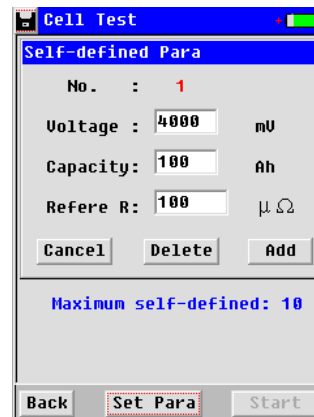 Cell Test
Self-defined Para
No. : 1
Voltage : 4000 mV
Capacity: 100 Ah
Refere R: 100 μΩ
Cancel Delete Add
Maximum self-defined: 10
Back Set Para Start